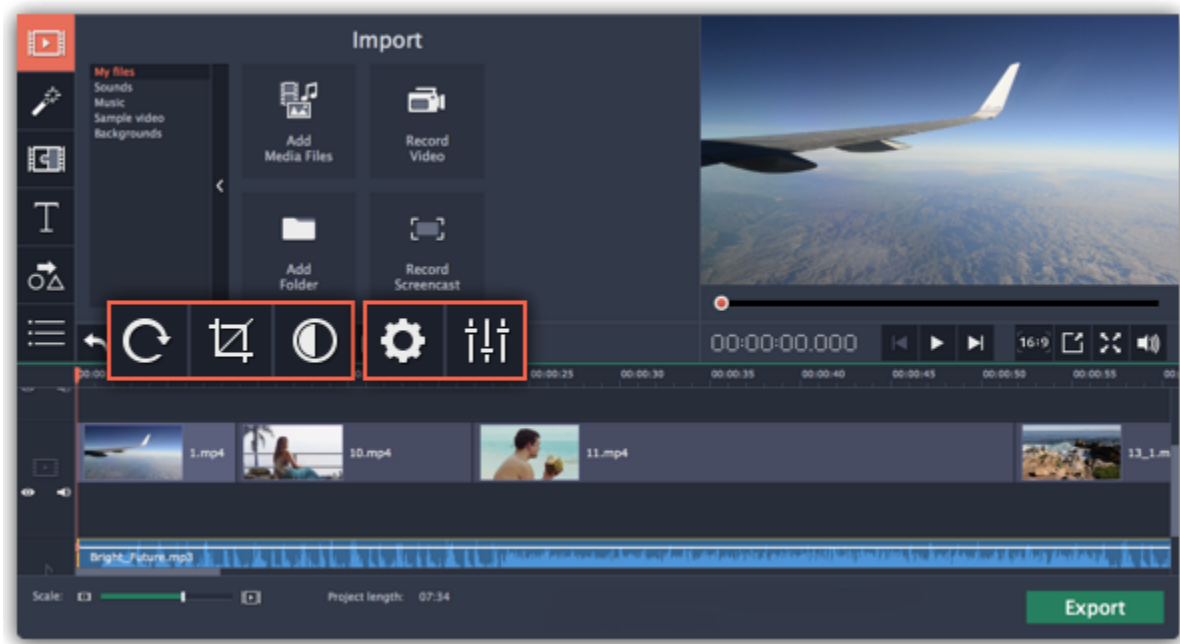 Import
My files
Sounds
Music
Sample video
Backgrounds
Add
Media Files
Record
Video
Add
Folder
Record
Screencast
T
00:00:00.000
16:9
00:00:25
00:00:30
00:00:35
00:00:40
00:00:45
00:00:50
00:00:55
1.mp4
10.mp4
11.mp4
13_1.m
Bright_Future.mp3
Scale:
Project length: 07:34
Export